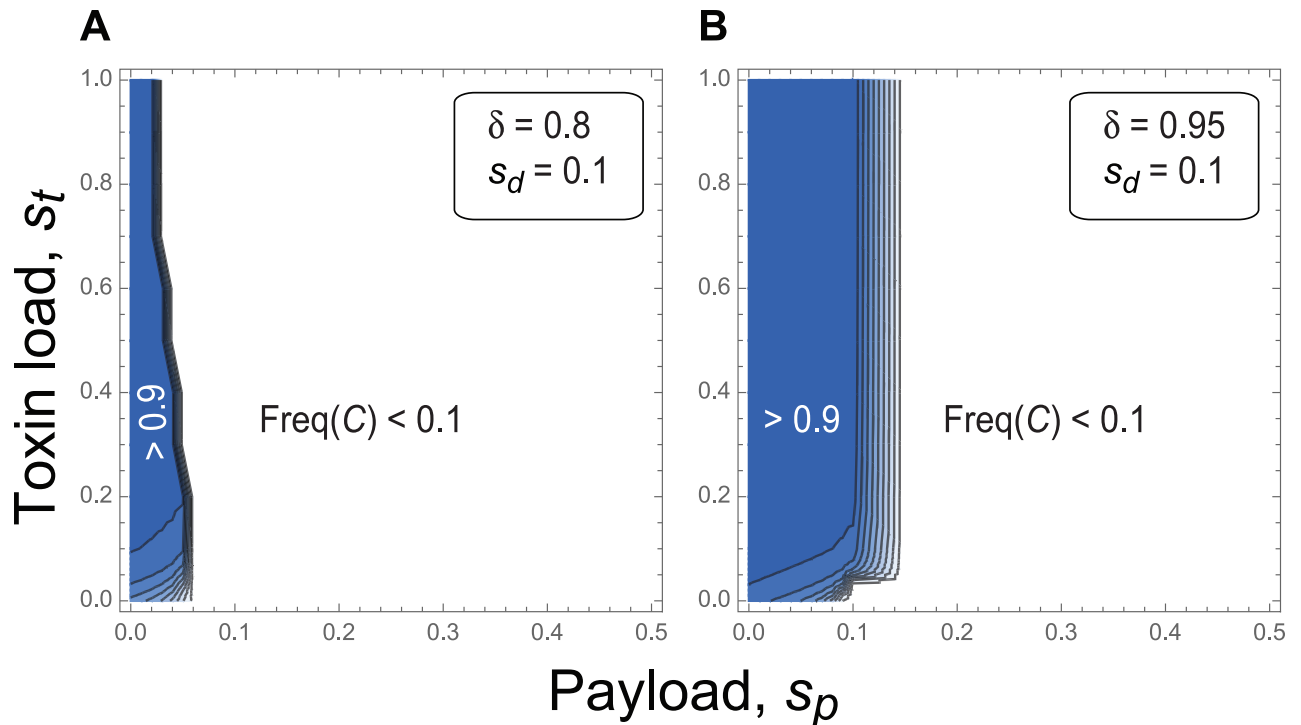 A
B
1.0
0.8
0.6
0.4
0.2
0.0
0.0
0.1
0.2
0.3
0.4
0.5
δ = 0.8
s_d = 0.1
> 0.9
Freq(C) < 0.1
1.0
0.8
0.6
0.4
0.2
0.0
0.0
0.1
0.2
0.3
0.4
0.5
δ = 0.95
s_d = 0.1
> 0.9
Freq(C) < 0.1
Toxin load, s_t
Payload, s_p